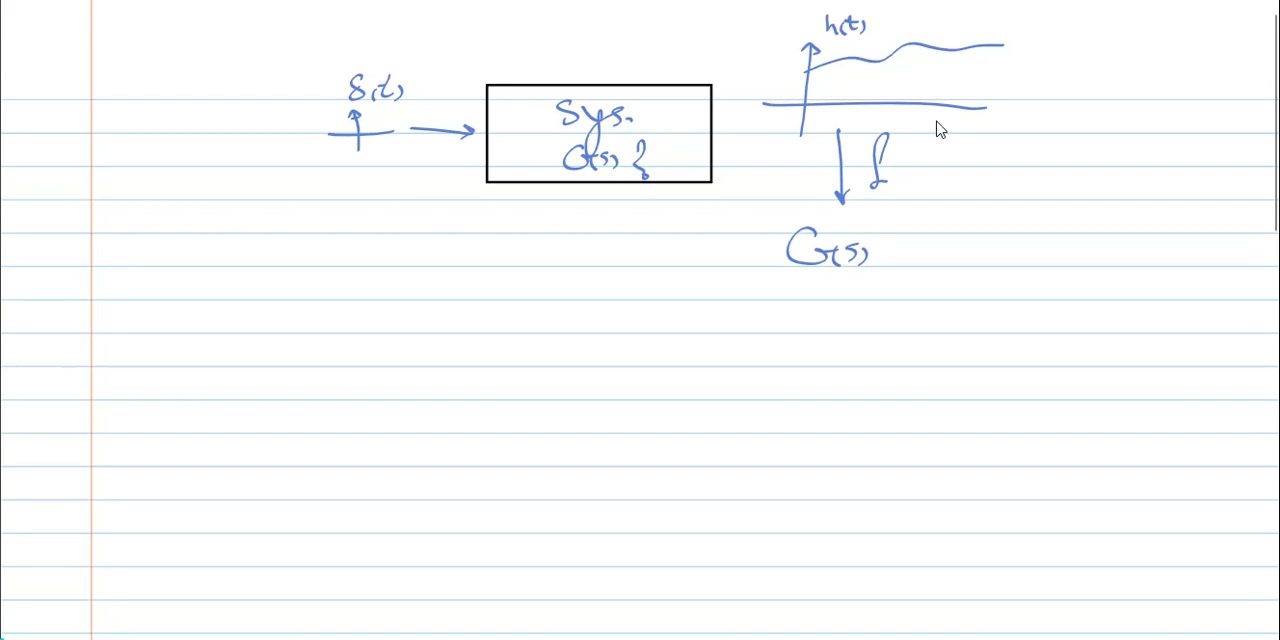 h(t)
δ(t)
Sys.
G(s) ?
ℒ
G(s)